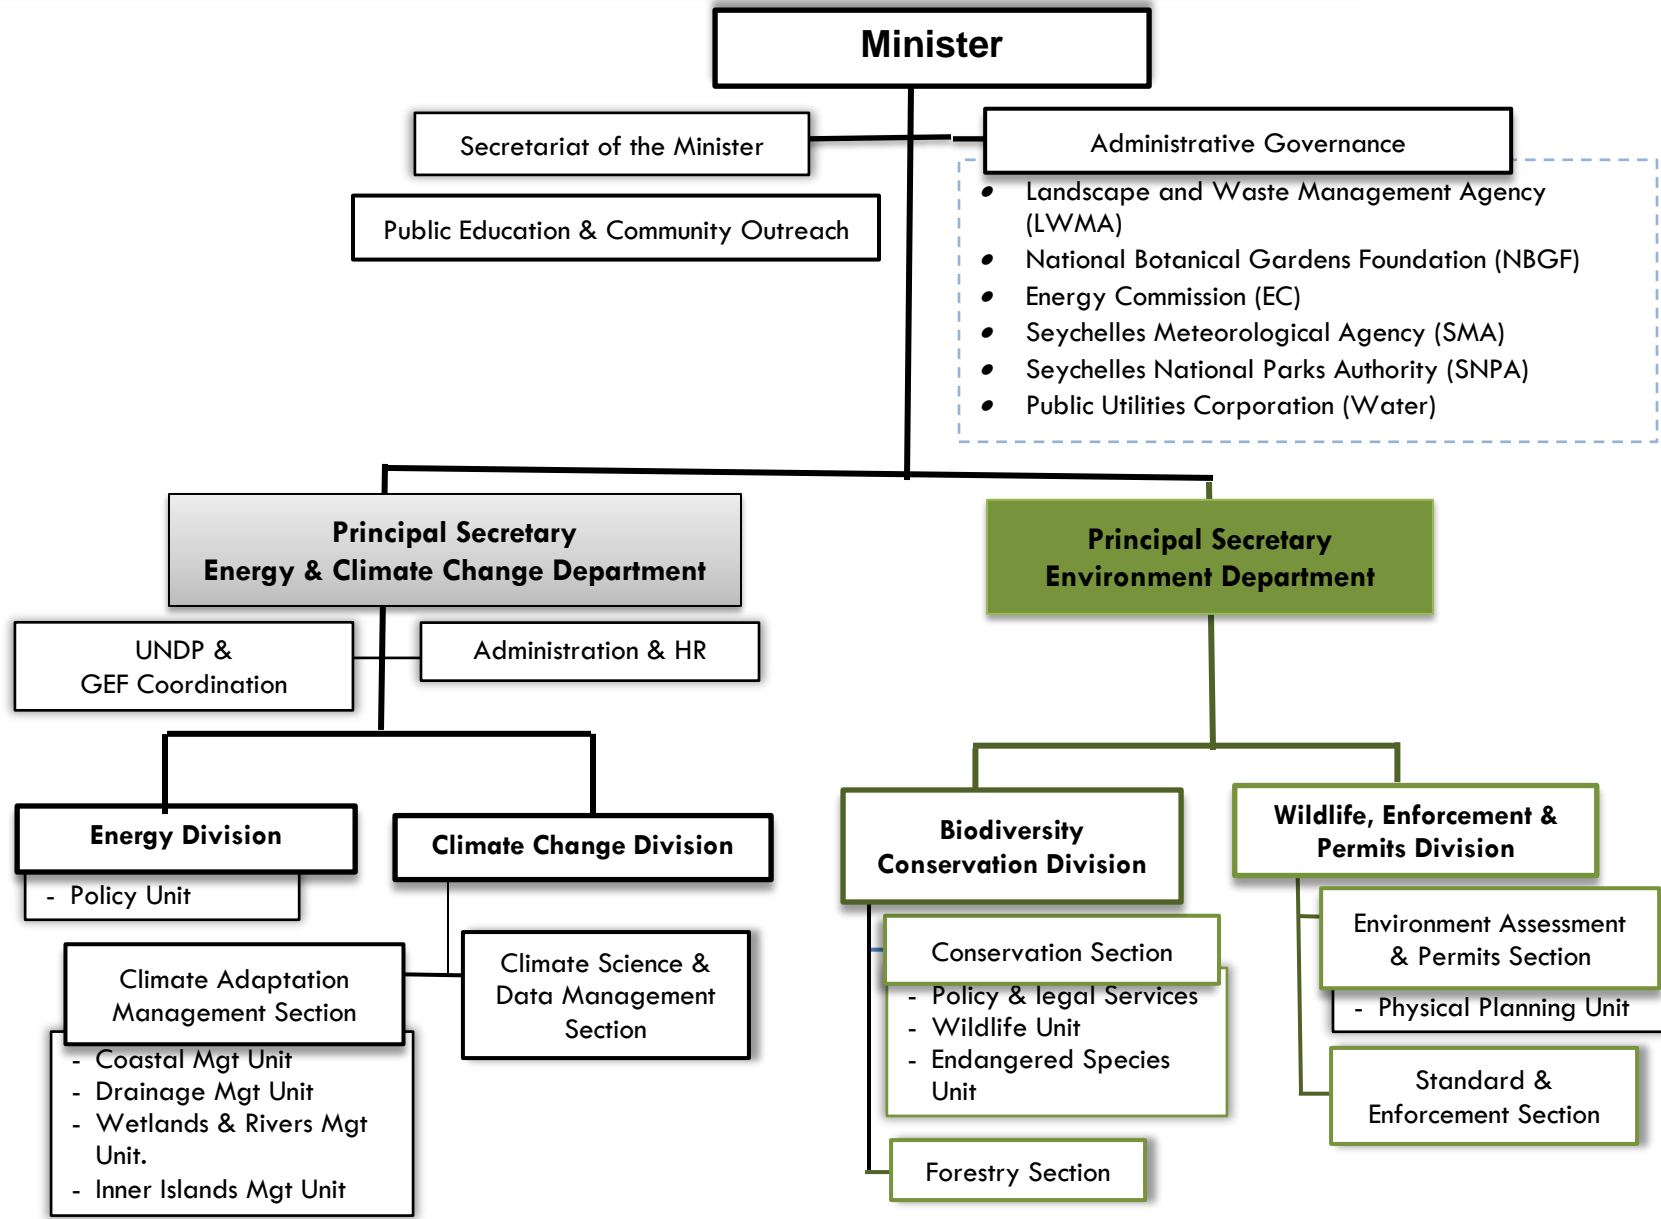 Minister
Secretariat of the Minister
Administrative Governance
Public Education & Community Outreach
• Landscape and Waste Management Agency
(LWMA)
• National Botanical Gardens Foundation (NBGF)
• Energy Commission (EC)
• Seychelles Meteorological Agency (SMA)
• Seychelles National Parks Authority (SNPA)
• Public Utilities Corporation (Water)
Principal Secretary
Energy & Climate Change Department
Principal Secretary
Environment Department
UNDP &
GEF Coordination
Administration & HR
Energy Division
- Policy Unit
Climate Change Division
Climate Adaptation
Management Section
- Coastal Mgt Unit
- Drainage Mgt Unit
- Wetlands & Rivers Mgt
Unit.
- Inner Islands Mgt Unit
Climate Science &
Data Management
Section
Biodiversity
Conservation Division
Conservation Section
- Policy & legal Services
- Wildlife Unit
- Endangered Species
Unit
Forestry Section
Wildlife, Enforcement &
Permits Division
Environment Assessment
& Permits Section
- Physical Planning Unit
Standard &
Enforcement Section